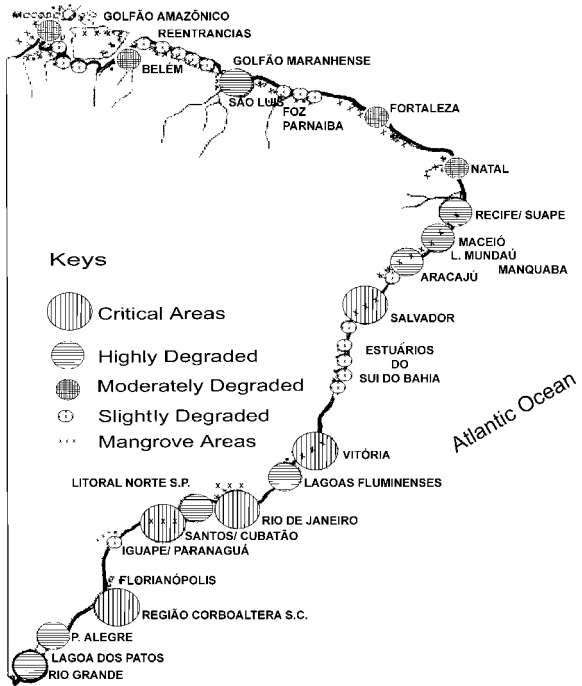 GOLFÃO AMAZÔNICO
REENTRANCIAS
BELÉM
GOLFÃO MARANHENSE
SÃO LUIS
FOZ
PARNAIBA
FORTALEZA
NATAL
RECIFE/ SUAPE
MACEIÓ
L. MUNDAÚ
MANQUABA
ARACAJÚ
SALVADOR
ESTUÁRIOS
DO
SUI DO BAHIA
Keys
Critical Areas
Highly Degraded
Moderately Degraded
Slightly Degraded
Mangrove Areas
Atlantic Ocean
VITÓRIA
LAGOAS FLUMINENSES
LITORAL NORTE S.P.
RIO DE JANEIRO
SANTOS/ CUBATÃO
IGUAPE/ PARANAGUÁ
FLORIANÓPOLIS
REGIÃO CORBOALTERA S.C.
P. ALEGRE
LAGOA DOS PATOS
RIO GRANDE